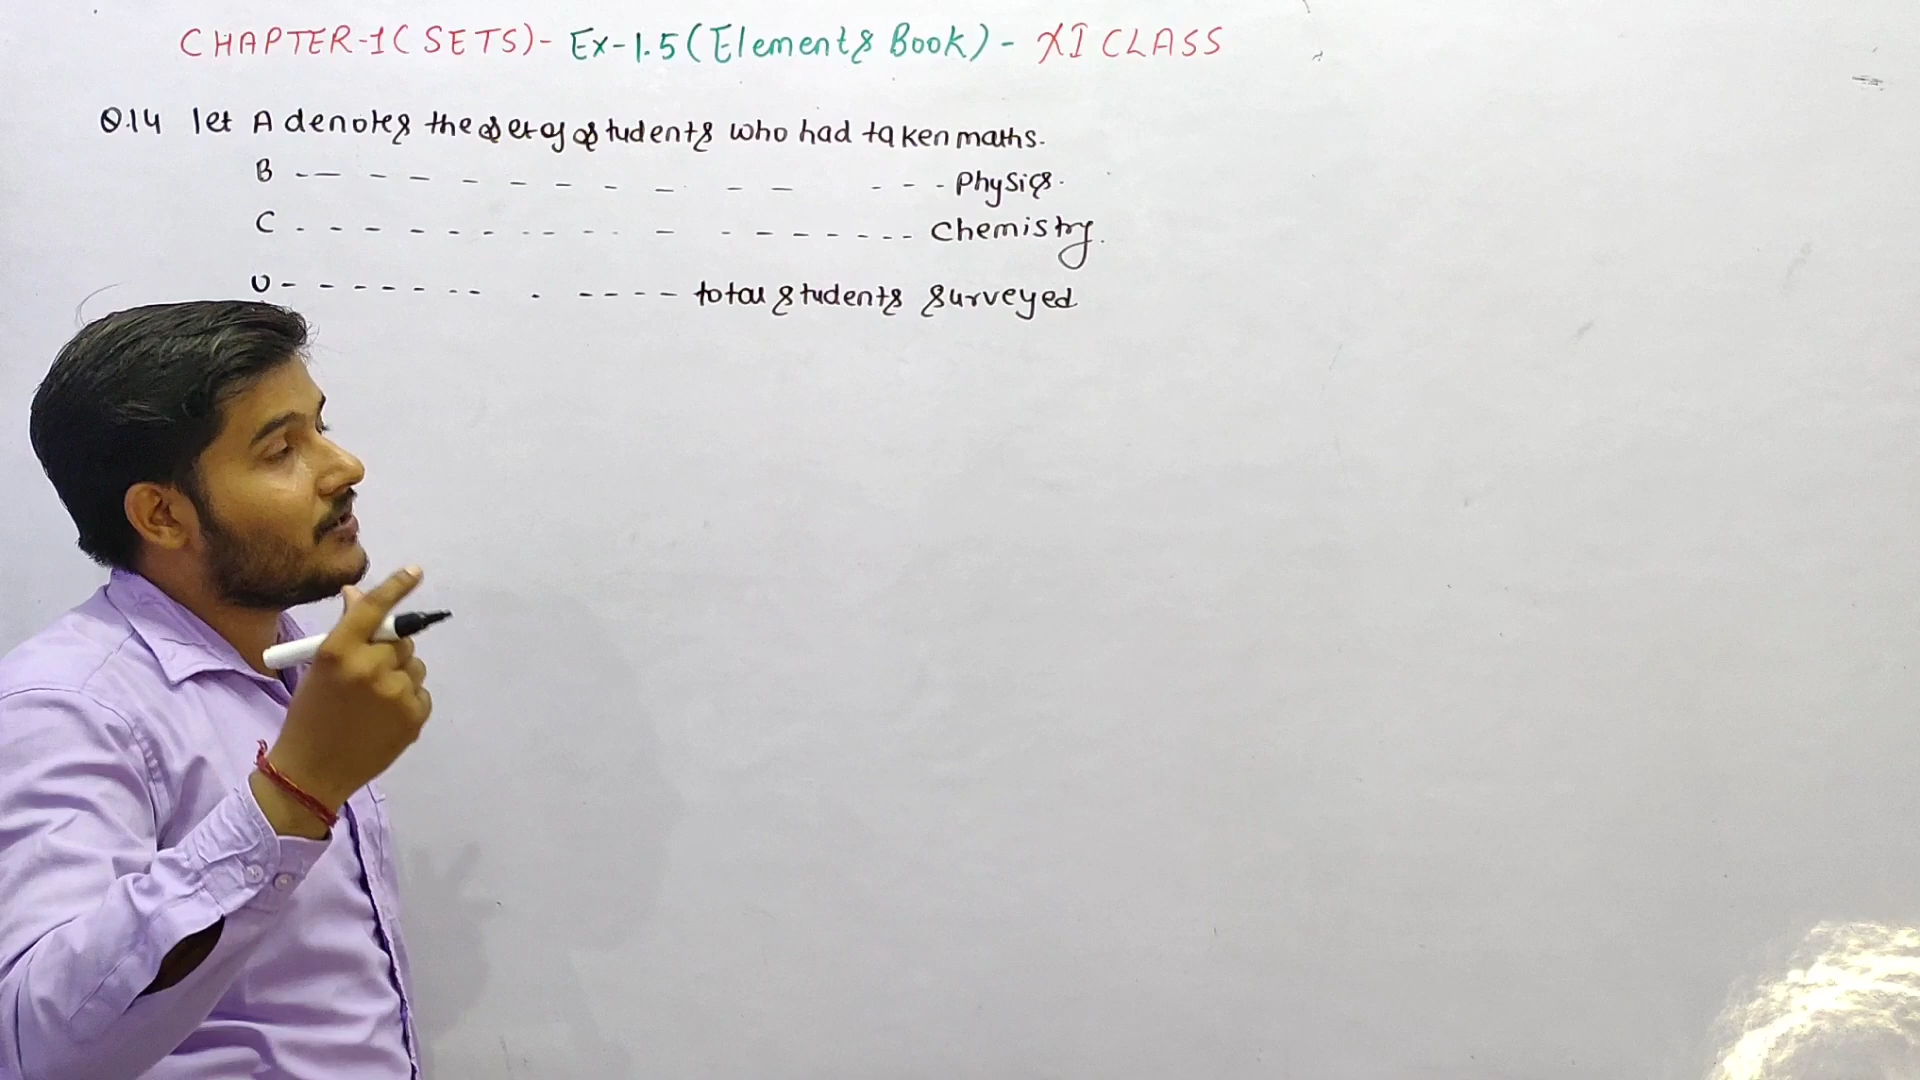 CHAPTER-1(SETS)- Ex-1.5(Elements Book)- XI CLASS
Q.14 let A denotes the set of students who had taken maths.
B -- - - - - - - - - - - - - - Physics.
C - - - - - - - - - - - - - - - - - - - Chemistry.
U - - - - - - - - - - - - total students surveyed